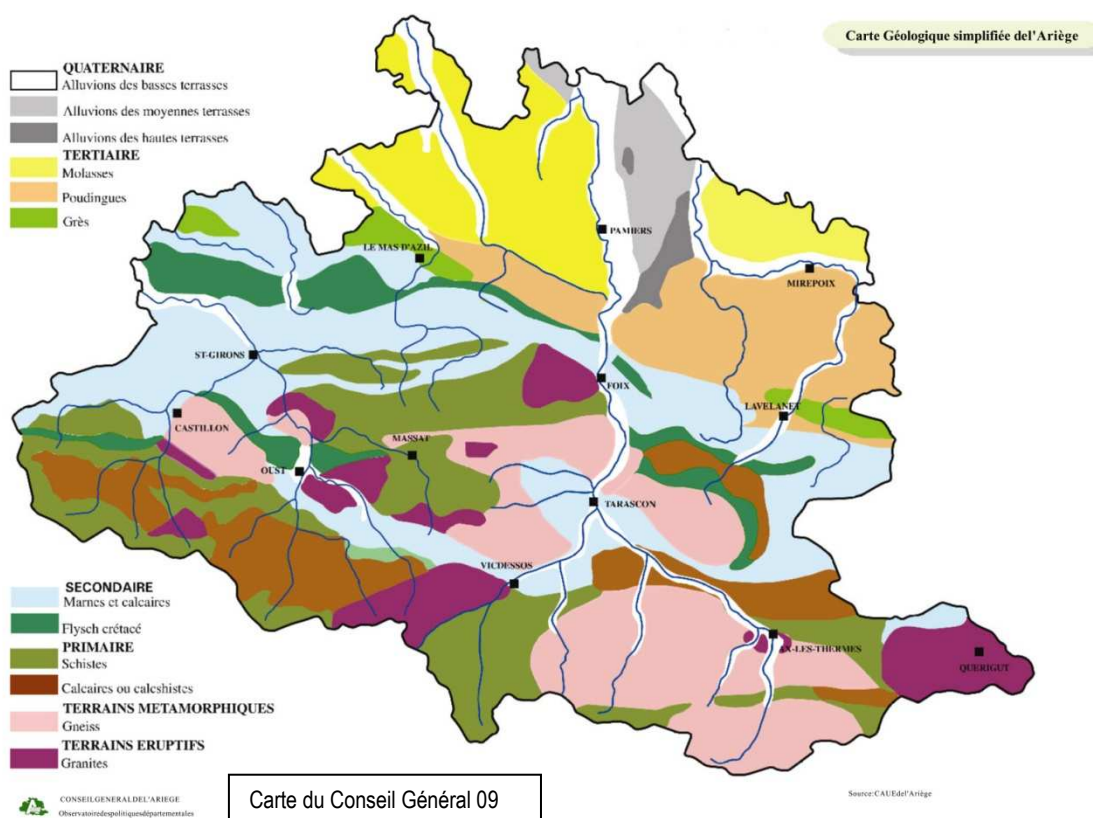 Carte Géologique simplifiée del'Ariège
QUATERNAIRE
Alluvions des basses terrasses
Alluvions des moyennes terrasses
Alluvions des hautes terrasses
TERTIAIRE
Molasses
Poudingues
Grès
PAMIERS
LE MAS D'AZIL
MIREPOIX
ST-GIRONS
FOIX
LAVELANET
CASTILLON
MASSAT
OUST
TARASCON
VICDESSOS
AX-LES-THERMES
QUERIGUT
SECONDAIRE
Marnes et calcaires
Flysch crétacé
PRIMAIRE
Schistes
Calcaires ou calcshistes
TERRAINS METAMORPHIQUES
Gneiss
TERRAINS ERUPTIFS
Granites
CONSEILGENERALDEL'ARIEGE
Observatoiredespolitiquesdépartementales
Carte du Conseil Général 09
Source:CAUEdel'Ariège